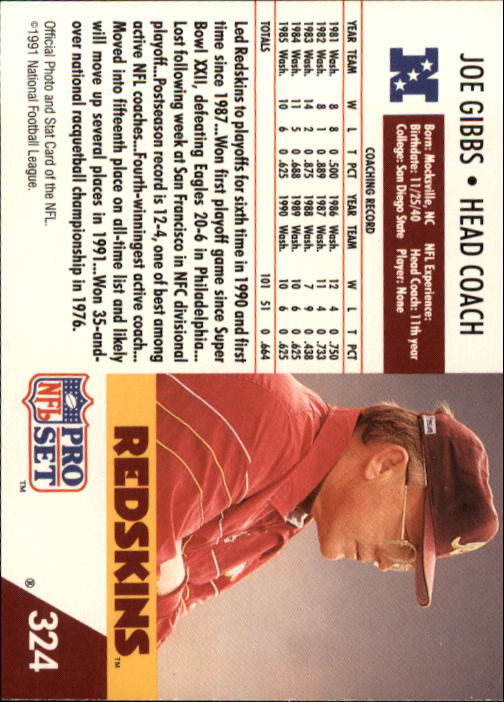 JOE GIBBS • HEAD COACH
N
Born: Mocksville, NC NFL Experience::
Birthdate: 11/25/40 Head Coach: 11th year
College: San Diego State Player: None
COACHING RECORD
YEAR TEAM W L T PCT YEAR TEAM W L T PCT
1981 Wash. 8 8 0 .500 1986 Wash. 12 4 0 .750
1982 Wash. 8 1 0 .889 1987 Wash. 11 4 0 .733
1983 Wash. 14 2 0 .875 1988 Wash. 7 9 0 .438
1984 Wash. 11 5 0 .688 1989 Wash. 10 6 0 .625
1985 Wash. 10 6 0 .625 1990 Wash. 10 6 0 .625
TOTALS 101 51 0 .664
Led Redskins to playoffs for sixth time in 1990 and first
time since 1987...Won first playoff game since Super
Bowl XXII, defeating Eagles 20-6 in Philadelphia...
Lost following week at San Francisco in NFC divisional
playoff...Postseason record is 12-4, one of best among
active NFL coaches...Fourth-winningest active coach...
Moved into fifteenth place on all-time list and likely
will move up several places in 1991...Won 35-and-
over national racquetball championship in 1976.
Official Photo and Stat Card of the NFL.
©1991 National Football League.
REDSKINS™
PRO
NFL
SET
™
®
324